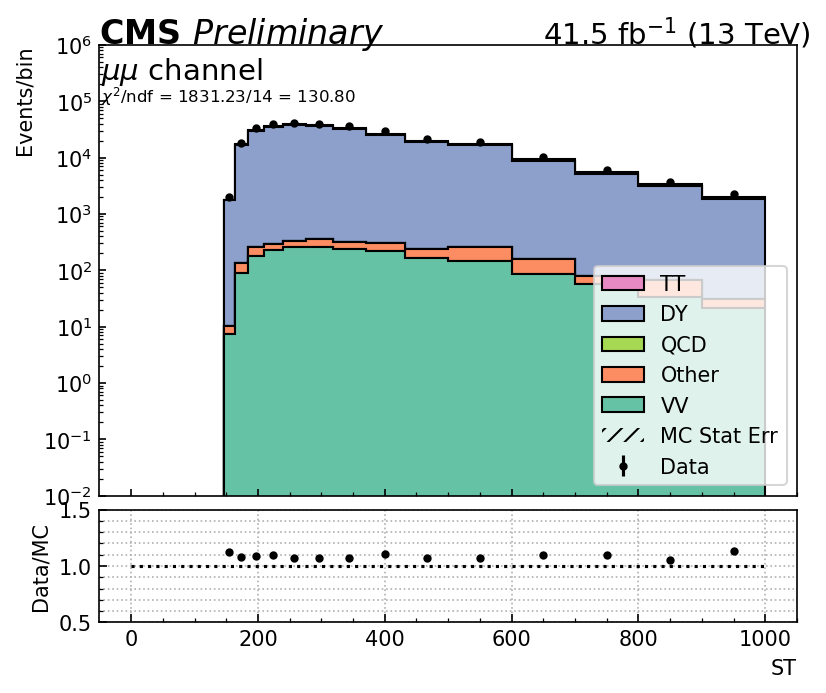 CMS Preliminary 41.5 fb⁻¹ (13 TeV)
μμ channel
χ²/ndf = 1831.23/14 = 130.80
Events/bin
10⁶
10⁵
10⁴
10³
10²
10¹
10⁰
10⁻¹
10⁻²
TT
DY
QCD
Other
VV
MC Stat Err
Data
Data/MC
1.5
1.0
0.5
0 200 400 600 800 1000
ST